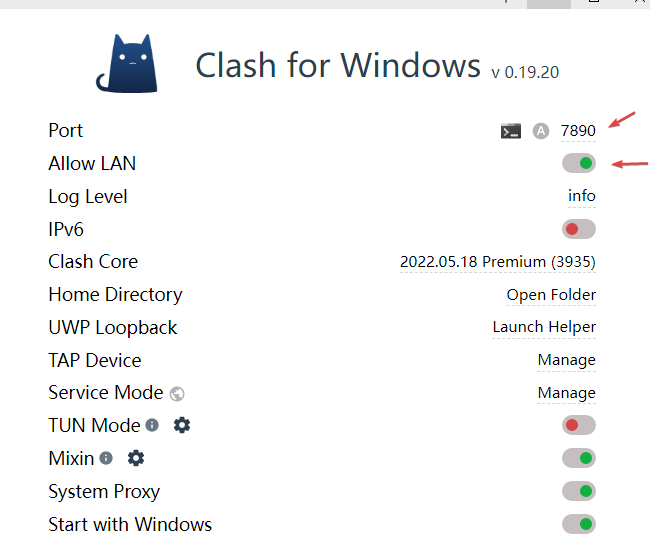 Clash for Windows v 0.19.20
Port A 7890
Allow LAN
Log Level info
IPv6
Clash Core 2022.05.18 Premium (3935)
Home Directory Open Folder
UWP Loopback Launch Helper
TAP Device Manage
Service Mode Manage
TUN Mode
Mixin
System Proxy
Start with Windows